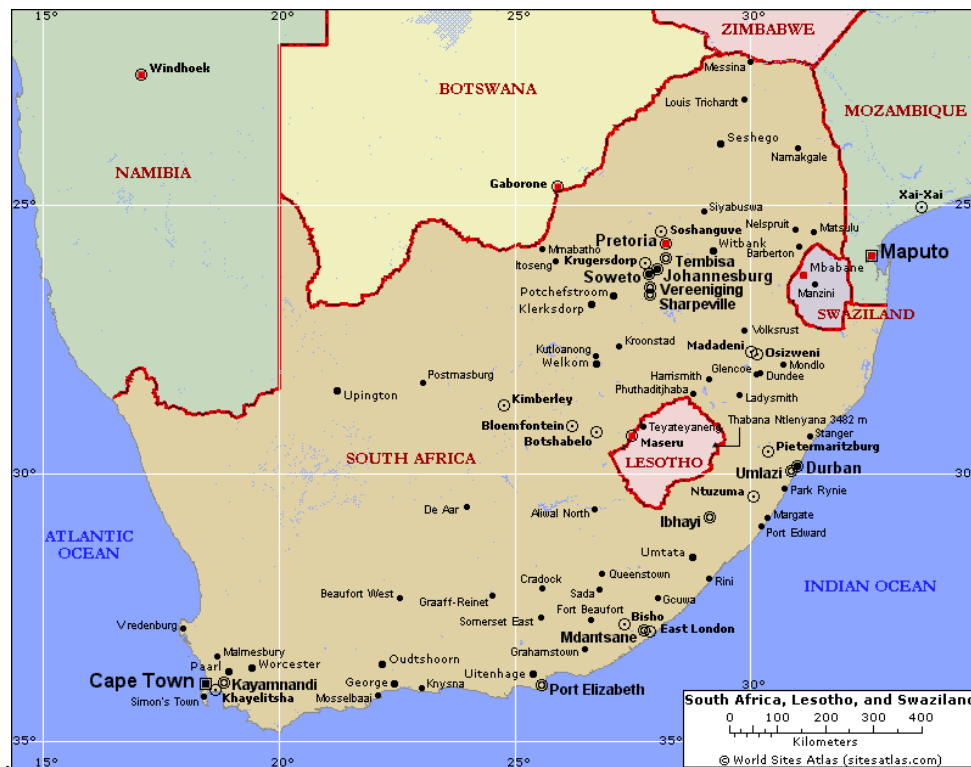 15°
20°
25°
30°
ZIMBABWE
Windhoek
Messina
BOTSWANA
Louis Trichardt
MOZAMBIQUE
Seshego
Namakgale
NAMIBIA
Gaborone
Xai-Xai
25°
25°
Siyabuswa
Nelspruit
Matsulu
Soshanguve
Pretoria
Witbank
Mmabatho
Barberton
Maputo
Itoseng
Krugersdorp
Tembisa
Soweto
Johannesburg
Mbabane
Vereeniging
Manzini
Potchefstroom
Sharpeville
Klerksdorp
SWAZILAND
Volksrust
Kroonstad
Madadeni
Osizweni
Kutloanong
Welkom
Glencoe
Mondlo
Dundee
Postmasburg
Harrismith
Upington
Phuthaditjhaba
Ladysmith
Kimberley
Thabana Ntlenyana 3482 m
Bloemfontein
Teyateyaneng
Stanger
Botshabelo
Maseru
Pietermaritzburg
SOUTH AFRICA
LESOTHO
Umlazi
Durban
30°
30°
Ntuzuma
Park Rynie
De Aar
Aliwal North
Ibhayi
Margate
Port Edward
ATLANTIC
OCEAN
Umtata
Queenstown
Cradock
Rini
INDIAN OCEAN
Beaufort West
Graaff-Reinet
Sada
Gcuwa
Fort Beaufort
Somerset East
Bisho
Vredenburg
Mdantsane
East London
Malmesbury
Grahamstown
Paarl
Worcester
Oudtshoorn
Uitenhage
Cape Town
Kayamnandi
George
Knysna
Port Elizabeth
Khayelitsha
Mosselbaai
Simon's Town
30°
South Africa, Lesotho, and Swaziland
0 100 200 300 400
Kilometers
© World Sites Atlas (sitesatlas.com)
35°
15°
20°
25°